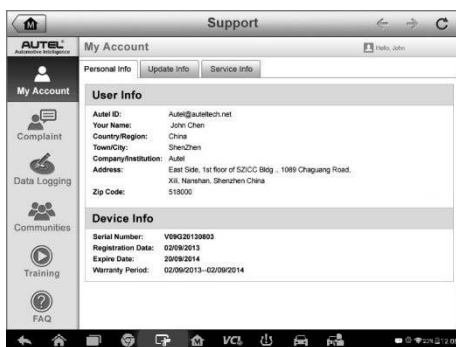 Support
AUTEL
Automotive Intelligence
My Account
Hello, John
Personal Info
Update Info
Service Info
My Account
Complaint
Data Logging
Communities
Training
FAQ
User Info
Autel ID: Autel@auteltech.net
Your Name: John Chen
Country/Region: China
Town/City: ShenZhen
Company/Institution: Autel
Address: East Side, 1st floor of SZICC Bldg ., 1089 Chaguang Road,
Xili, Nanshan, Shenzhen China
Zip Code: 518000
Device Info
Serial Number: V09G20130803
Registration Data: 02/09/2013
Expire Date: 20/09/2014
Warranty Period: 02/09/2013--02/09/2014
VCI